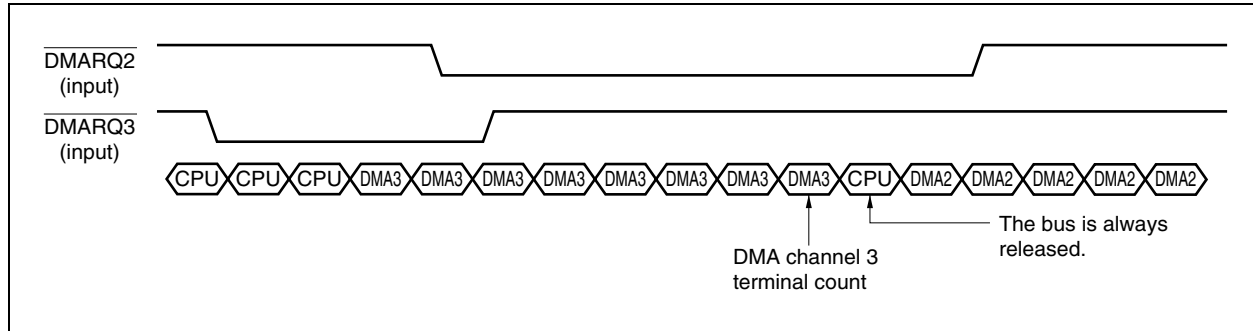 DMARQ2
(input)
DMARQ3
(input)
CPU CPU CPU DMA3 DMA3 DMA3 DMA3 DMA3 DMA3 DMA3 DMA3 CPU DMA2 DMA2 DMA2 DMA2 DMA2
DMA channel 3
terminal count
The bus is always
released.